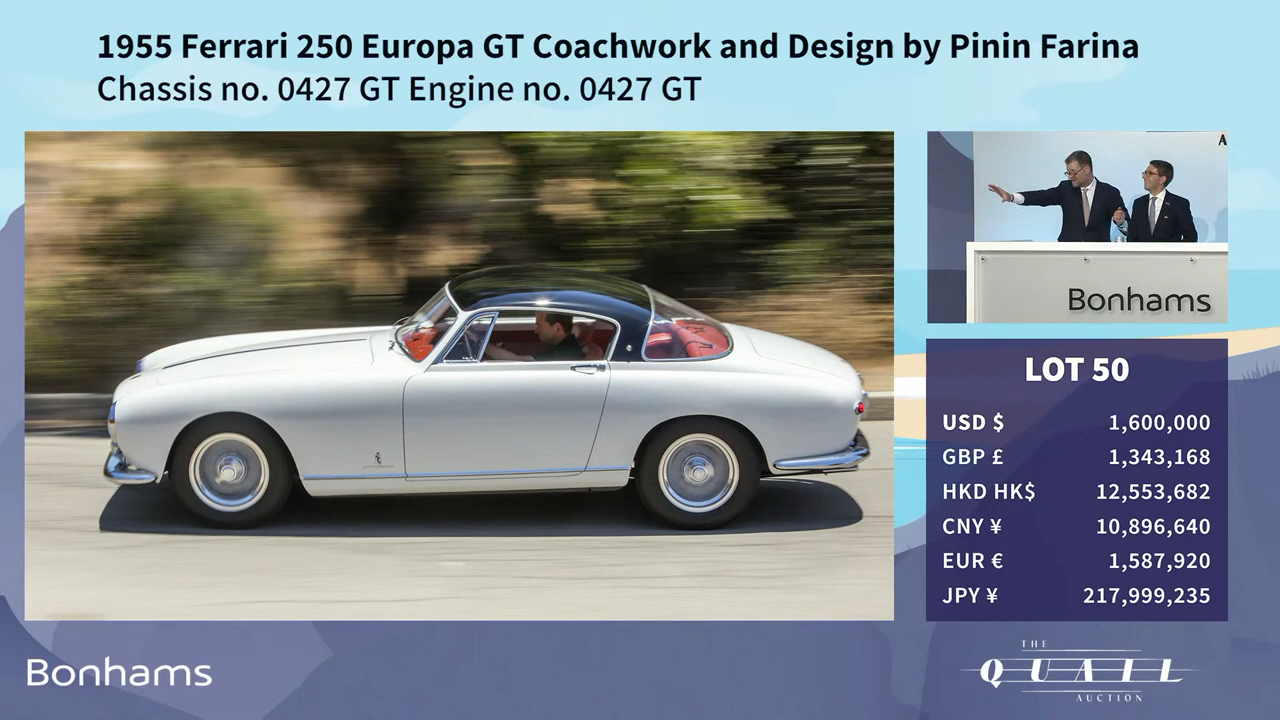 1955 Ferrari 250 Europa GT Coachwork and Design by Pinin Farina
Chassis no. 0427 GT Engine no. 0427 GT
A
Bonhams
LOT 50
USD $ 1,600,000
GBP £ 1,343,168
HKD HK$ 12,553,682
CNY ¥ 10,896,640
EUR € 1,587,920
JPY ¥ 217,999,235
Bonhams
THE
QUAIL
AUCTION